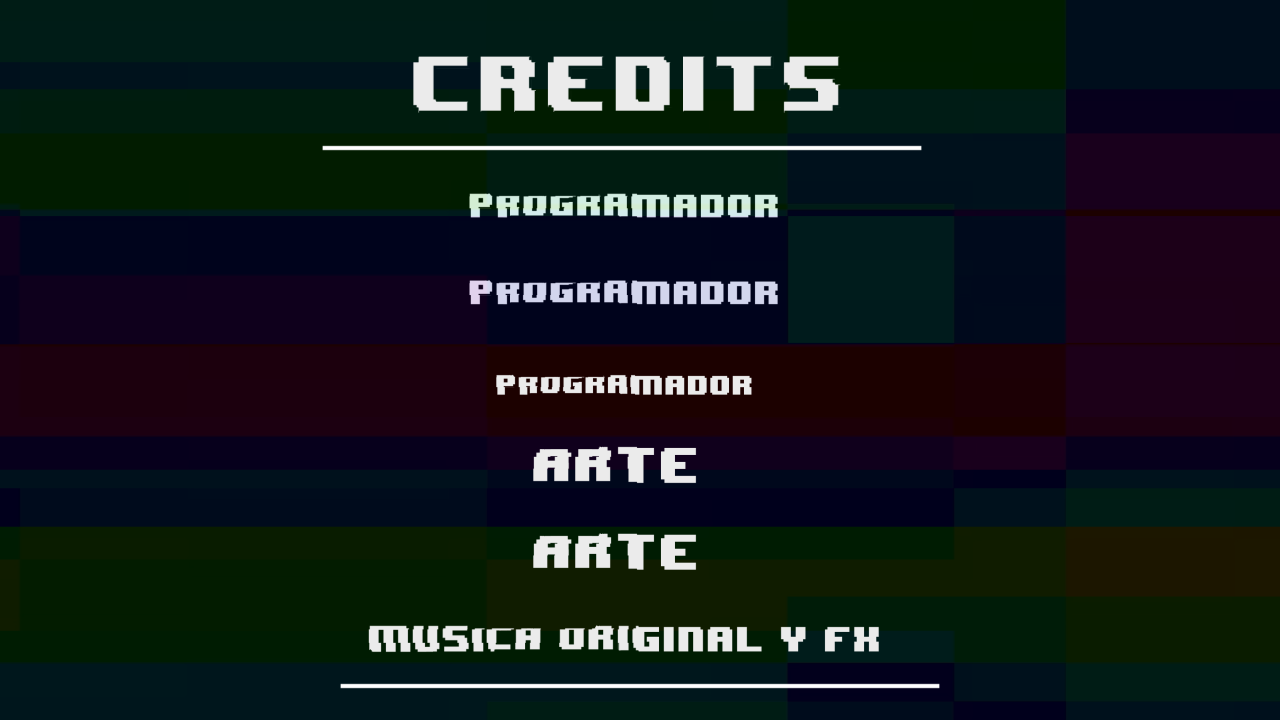 CREDITS
PROGRAMADOR
PROGRAMADOR
PROGRAMADOR
ARTE
ARTE
MUSICA ORIGINAL Y FX